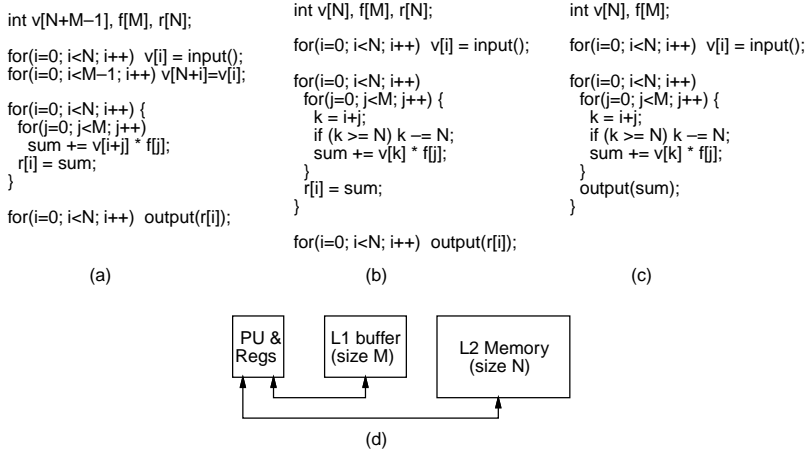 int v[N+M–1], f[M], r[N];
for(i=0; i<N; i++)  v[i] = input();
for(i=0; i<M–1; i++) v[N+i]=v[i];
for(i=0; i<N; i++) {
for(j=0; j<M; j++)
sum += v[i+j] * f[j];
r[i] = sum;
}
for(i=0; i<N; i++)  output(r[i]);
(a)
int v[N], f[M], r[N];
for(i=0; i<N; i++)  v[i] = input();
for(i=0; i<N; i++)
for(j=0; j<M; j++) {
k = i+j;
if (k >= N) k –= N;
sum += v[k] * f[j];
}
r[i] = sum;
}
for(i=0; i<N; i++)  output(r[i]);
(b)
int v[N], f[M];
for(i=0; i<N; i++)  v[i] = input();
for(i=0; i<N; i++)
for(j=0; j<M; j++) {
k = i+j;
if (k >= N) k –= N;
sum += v[k] * f[j];
}
output(sum);
}
(c)
PU &
Regs
L1 buffer
(size M)
L2 Memory
(size N)
(d)